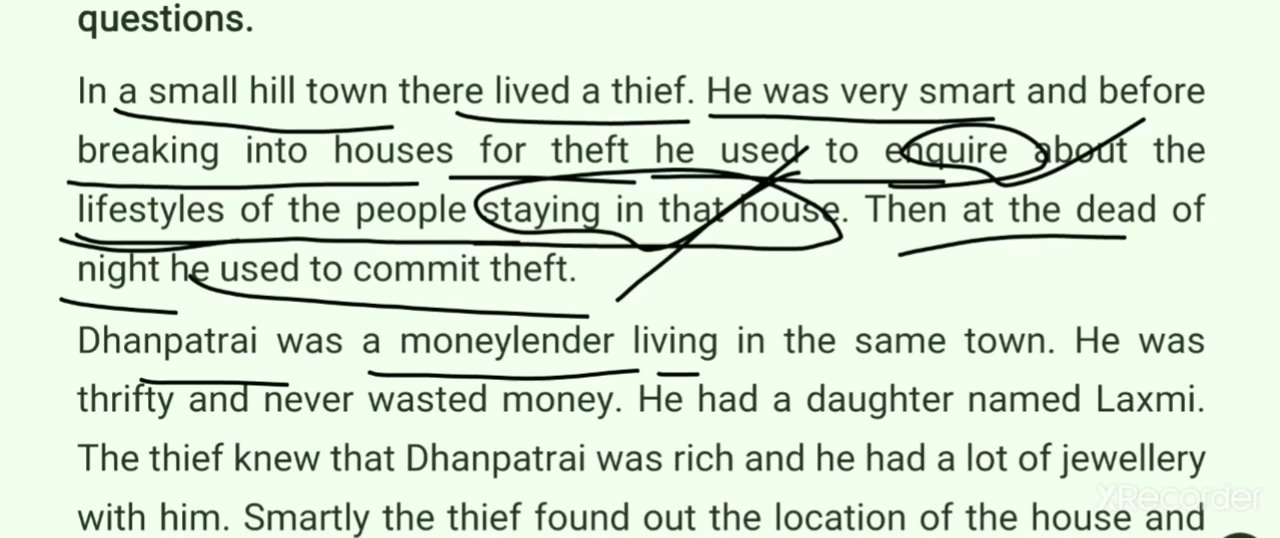 questions.
In a small hill town there lived a thief. He was very smart and before
breaking into houses for theft he used to enquire about the
lifestyles of the people staying in that house. Then at the dead of
night he used to commit theft.
Dhanpatrai was a moneylender living in the same town. He was
thrifty and never wasted money. He had a daughter named Laxmi.
The thief knew that Dhanpatrai was rich and he had a lot of jewellery
with him. Smartly the thief found out the location of the house and
XRecorder